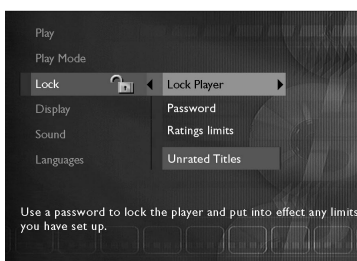 Play
Play Mode
Lock
Display
Sound
Languages
Lock Player
Password
Ratings limits
Unrated Titles
Use a password to lock the player and put into effect any limits
you have set up.